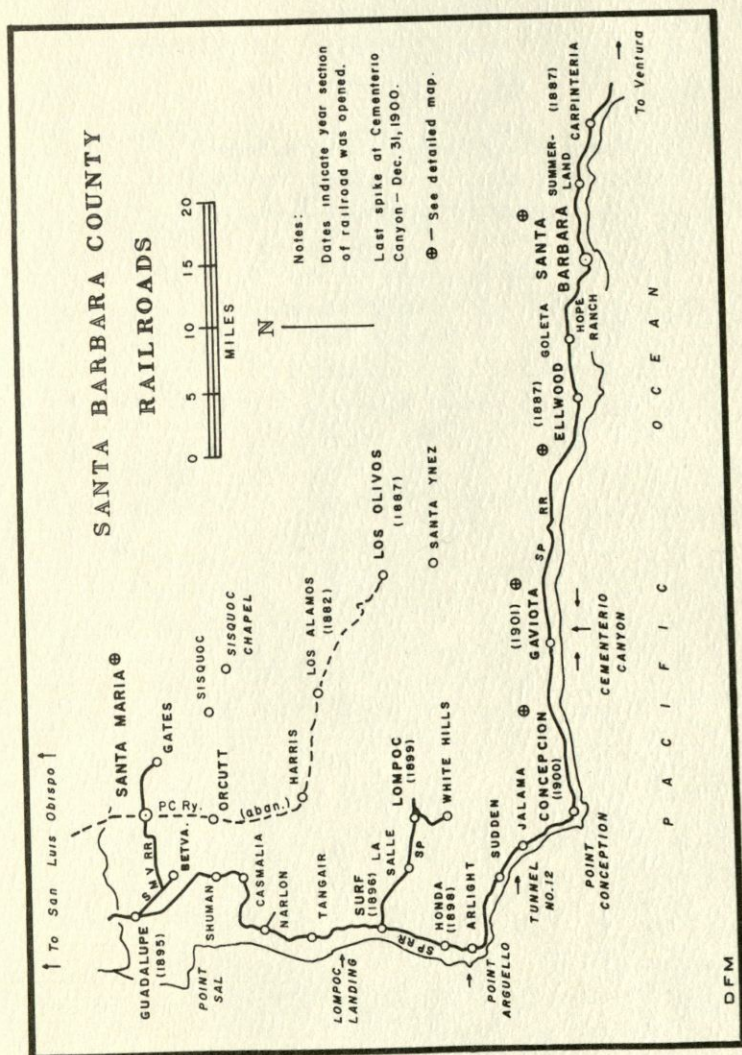 SANTA BARBARA COUNTY
RAILROADS
0 5 10 15 20
MILES
N
Notes:
Dates indicate year section
of railroad was opened.
Last spike at Cementerio
Canyon – Dec. 31, 1900.
⊕ – See detailed map.
↑ To San Luis Obispo ↑
SANTA MARIA ⊕
GATES
PC Ry.
S M V RR
BETVA.
GUADALUPE
(1895)
POINT
SAL
SHUMAN
CASMALIA
NARLON
TANGAIR
ORCUTT
(aban.)
HARRIS
SISQUOC
SISQUOC
CHAPEL
LOS ALAMOS
(1882)
LOS OLIVOS
(1887)
SANTA YNEZ
LOMPOC
LANDING
SURF
(1896)
LA
SALLE
SP
LOMPOC
(1899)
WHITE HILLS
SP RR
HONDA
(1898)
ARLIGHT
POINT
ARGUELLO
SUDDEN
JALAMA
TUNNEL
NO. 12
CONCEPCION
(1900)
POINT
CONCEPTION
⊕
(1901)
GAVIOTA
⊕
CEMENTERIO
CANYON
SP RR
⊕
(1887)
ELLWOOD
GOLETA
HOPE
RANCH
SANTA
BARBARA
⊕
SUMMER-
LAND
(1887)
CARPINTERIA
To Ventura
PACIFIC OCEAN
DFM